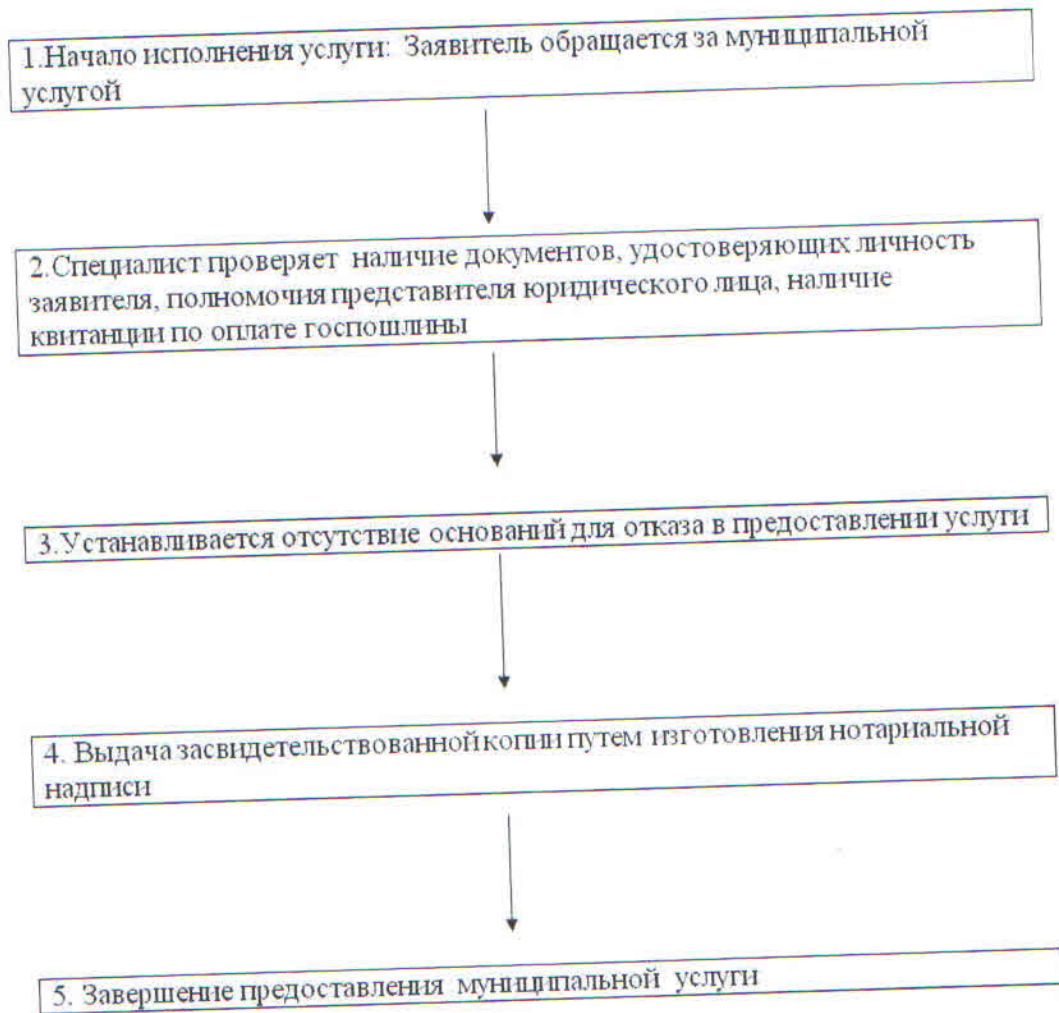 1.Начало исполнения услуги: Заявитель обращается за муниципальной
услугой
2.Специалист проверяет наличие документов, удостоверяющих личность
заявителя, полномочия представителя юридического лица, наличие
квитанции по оплате госпошлины
3.Устанавливается отсутствие оснований для отказа в предоставлении услуги
4. Выдача засвидетельствованной копии путем изготовления нотариальной
надписи
5. Завершение предоставления муниципальной услуги